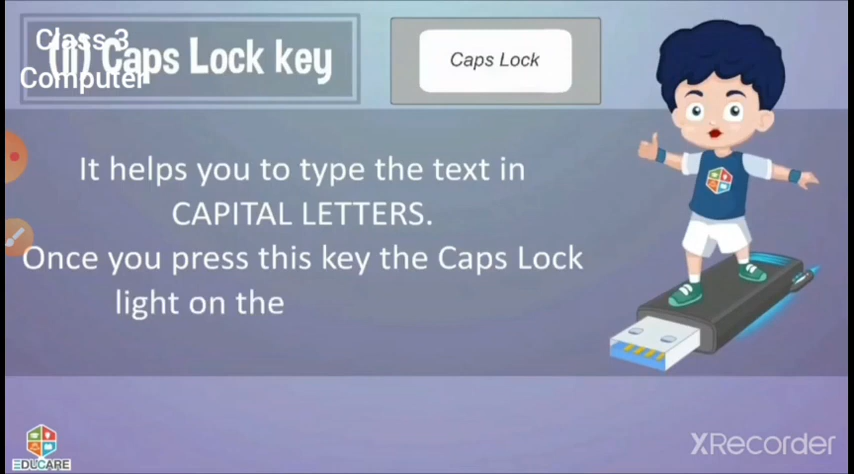 Class 3
Computer
(ii) Caps Lock key
Caps Lock
It helps you to type the text in
CAPITAL LETTERS.
Once you press this key the Caps Lock
light on the
EDUCARE
XRecorder